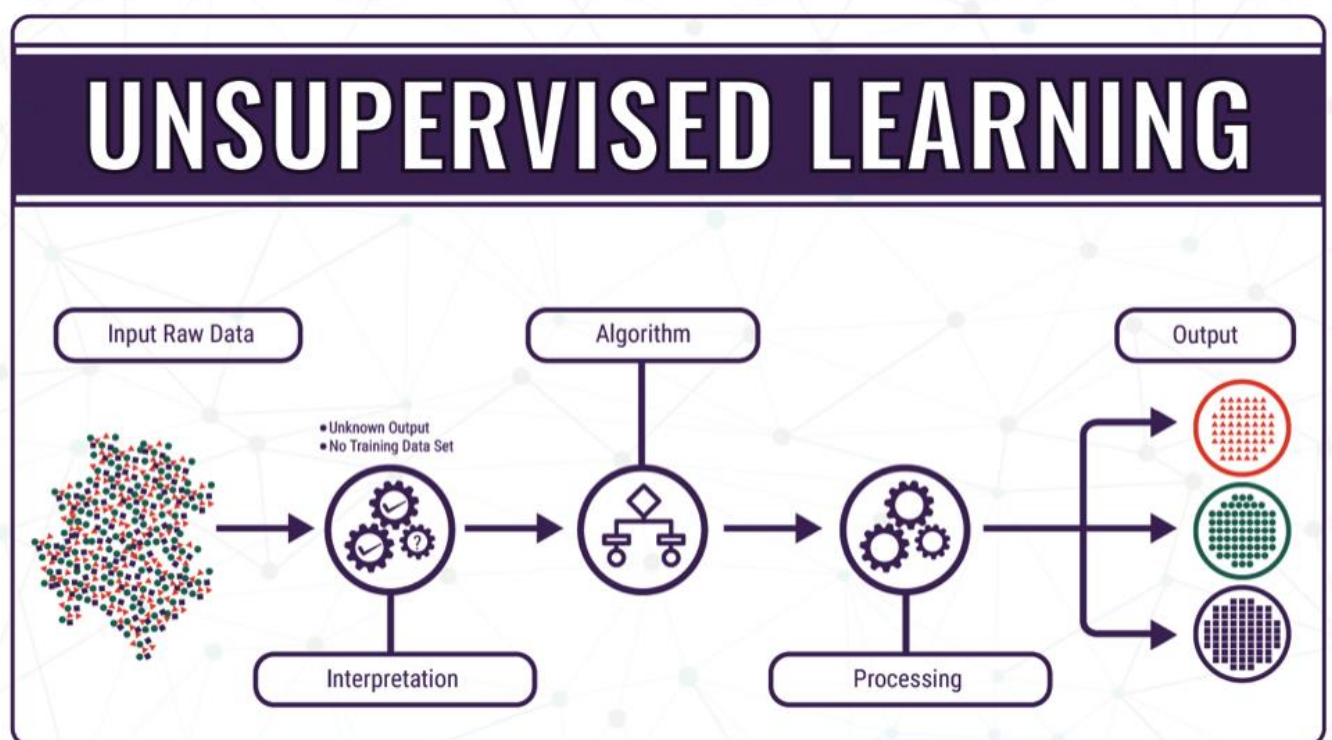 UNSUPERVISED LEARNING
Input Raw Data
Algorithm
Output
• Unknown Output
• No Training Data Set
?
Interpretation
Processing